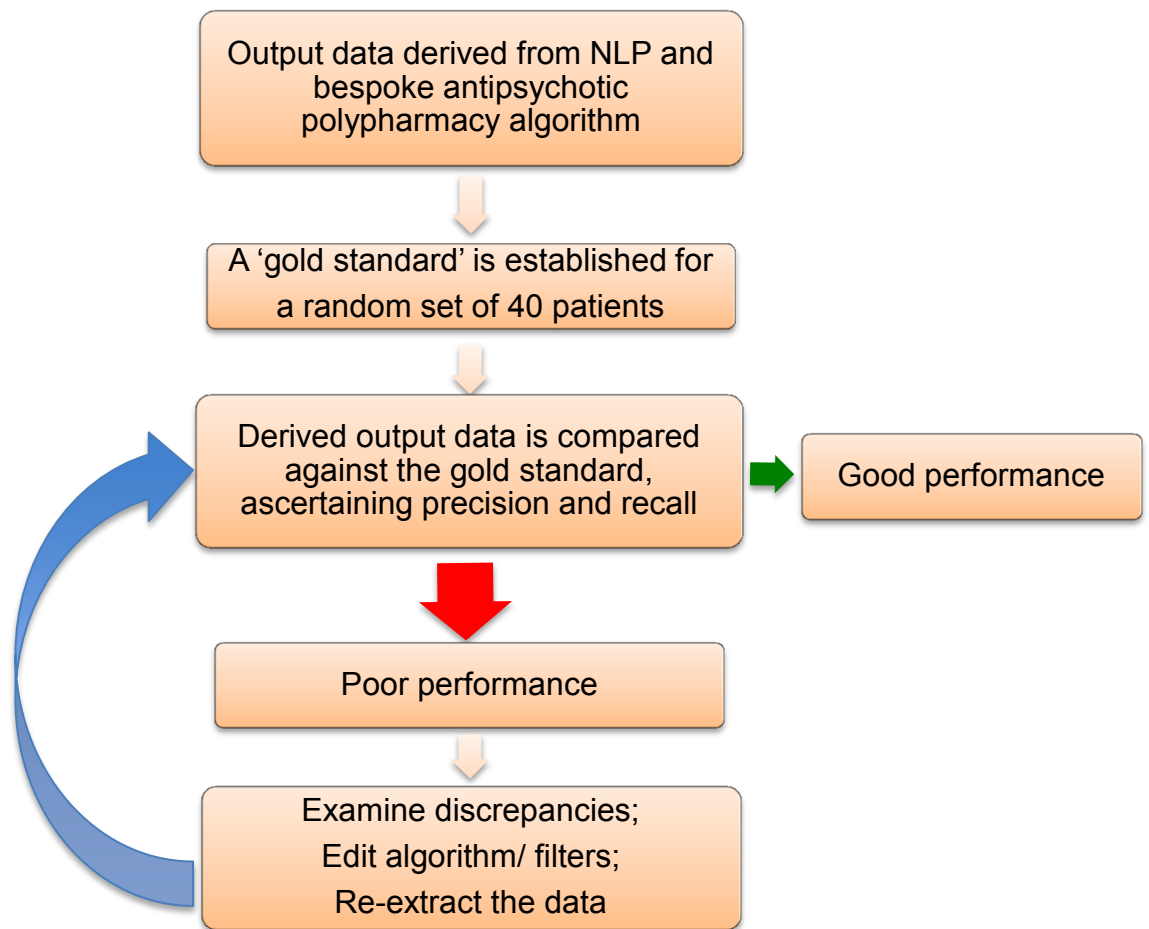 Output data derived from NLP and
bespoke antipsychotic
polypharmacy algorithm
A ‘gold standard’ is established for
a random set of 40 patients
Derived output data is compared
against the gold standard,
ascertaining precision and recall
Good performance
Poor performance
Examine discrepancies;
Edit algorithm/ filters;
Re-extract the data